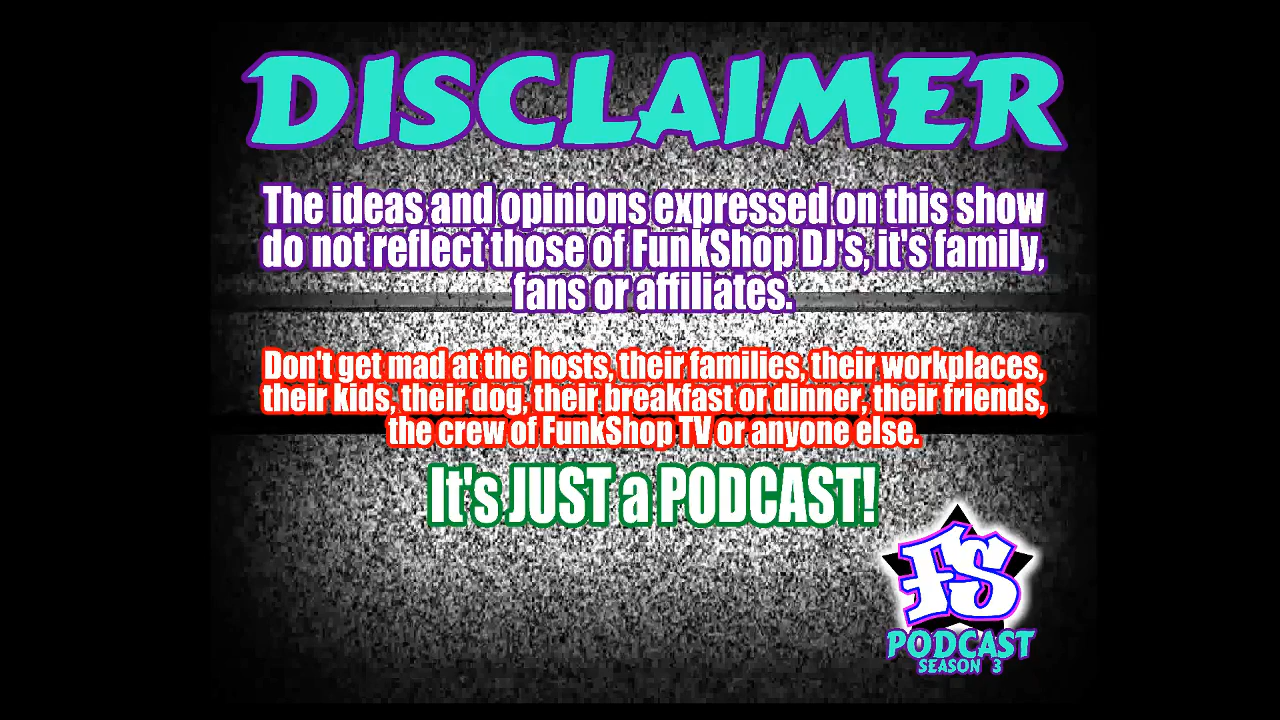 DISCLAIMER
The ideas and opinions expressed on this show
do not reflect those of FunkShop DJ's, it's family,
fans or affiliates.
Don't get mad at the hosts, their families, their workplaces,
their kids, their dog, their breakfast or dinner, their friends,
the crew of FunkShop TV or anyone else.
It's JUST a PODCAST!
FS
PODCAST
SEASON 3